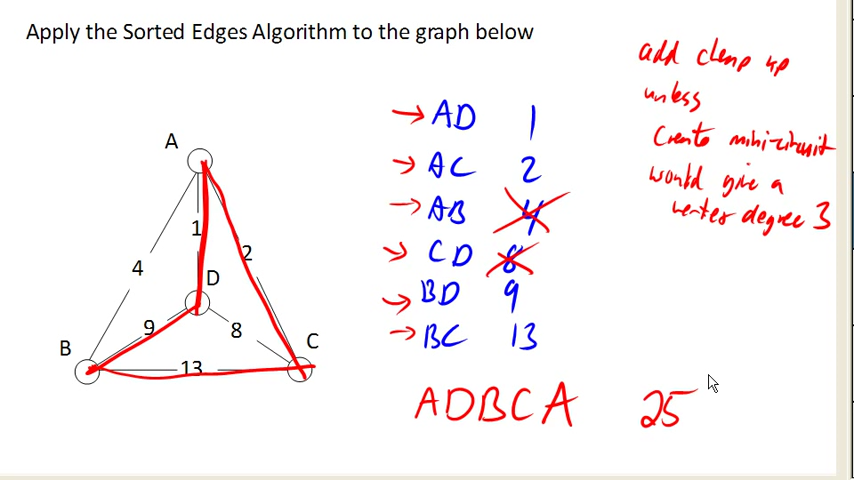 Apply the Sorted Edges Algorithm to the graph below
add cheap up
unless
create mini-circuit
would give a
vertex degree 3
→ AD 1
→ AC 2
→ AB 4
→ CD 8
→ BD 9
→ BC 13
A
1
2
4
D
9
8
B
C
13
ADBCA 25